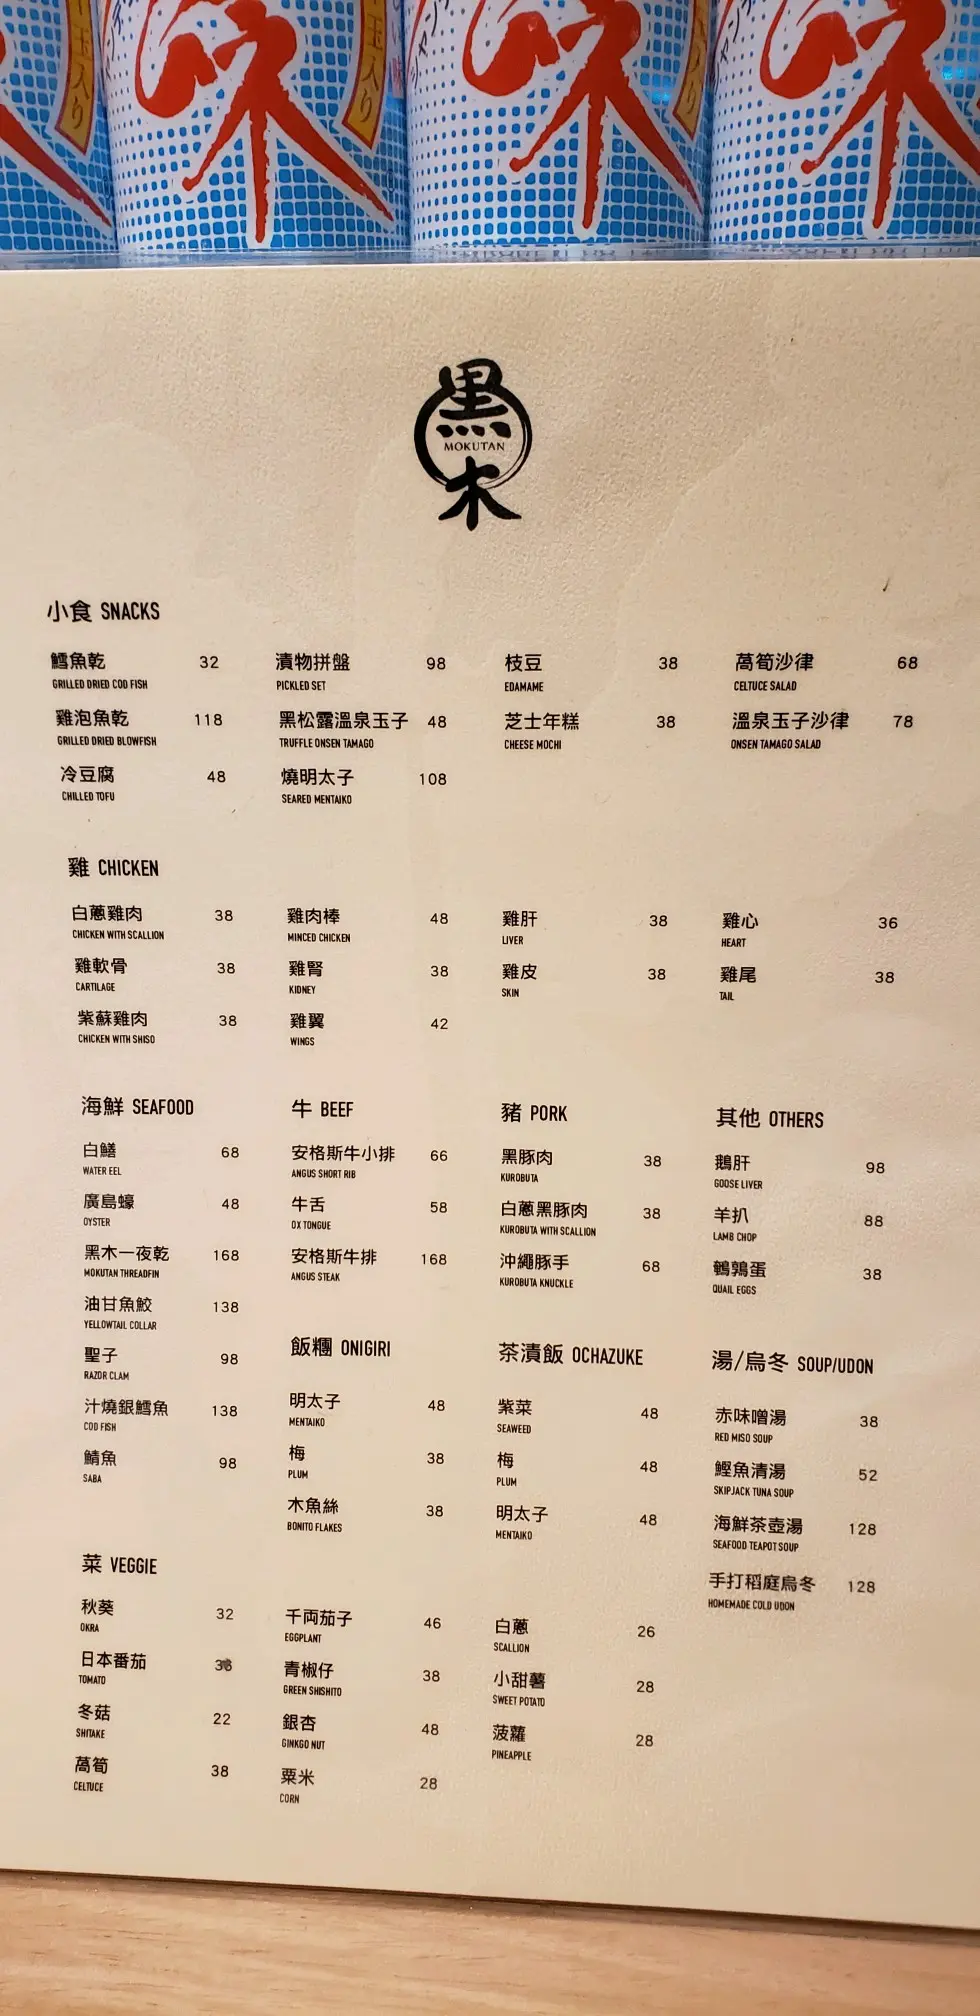 味
味
味
玉入り
玉入り
黒
MOKUTAN
木
小食 SNACKS
鱈魚乾 32 漬物拼盤 98 枝豆 38 萵筍沙律 68
GRILLED DRIED COD FISH PICKLED SET EDAMAME CELTUCE SALAD
雞泡魚乾 118 黑松露溫泉玉子 48 芝士年糕 38 溫泉玉子沙律 78
GRILLED DRIED BLOWFISH TRUFFLE ONSEN TAMAGO CHEESE MOCHI ONSEN TAMAGO SALAD
冷豆腐 48 燒明太子 108
CHILLED TOFU SEARED MENTAIKO
雞 CHICKEN
白蔥雞肉 38 雞肉棒 48 雞肝 38 雞心 36
CHICKEN WITH SCALLION MINCED CHICKEN LIVER HEART
雞軟骨 38 雞腎 38 雞皮 38 雞尾 38
CARTILAGE KIDNEY SKIN TAIL
紫蘇雞肉 38 雞翼 42
CHICKEN WITH SHISO WINGS
海鮮 SEAFOOD
白鱔 68
WATER EEL
廣島蠔 48
OYSTER
黑木一夜乾 168
MOKUTAN THREADFIN
油甘魚鮫 138
YELLOWTAIL COLLAR
聖子 98
RAZOR CLAM
汁燒銀鱈魚 138
COD FISH
鯖魚 98
SABA
牛 BEEF
安格斯牛小排 66
ANGUS SHORT RIB
牛舌 58
OX TONGUE
安格斯牛排 168
ANGUS STEAK
豬 PORK
黑豚肉 38
KUROBUTA
白蔥黑豚肉 38
KUROBUTA WITH SCALLION
沖繩豚手 68
KUROBUTA KNUCKLE
其他 OTHERS
鵝肝 98
GOOSE LIVER
羊扒 88
LAMB CHOP
鵪鶉蛋 38
QUAIL EGGS
飯糰 ONIGIRI
明太子 48
MENTAIKO
梅 38
PLUM
木魚絲 38
BONITO FLAKES
茶漬飯 OCHAZUKE
紫菜 48
SEAWEED
梅 48
PLUM
明太子 48
MENTAIKO
湯/烏冬 SOUP/UDON
赤味噌湯 38
RED MISO SOUP
鰹魚清湯 52
SKIPJACK TUNA SOUP
海鮮茶壺湯 128
SEAFOOD TEAPOT SOUP
手打稻庭烏冬 128
HOMEMADE COLD UDON
菜 VEGGIE
秋葵 32 千両茄子 46 白蔥 26
OKRA EGGPLANT SCALLION
日本番茄 青椒仔 38 小甜薯 28
TOMATO GREEN SHISHITO SWEET POTATO
冬菇 22 銀杏 48 菠蘿 28
SHITAKE GINKGO NUT PINEAPPLE
萵筍 38 粟米 28
CELTUCE CORN